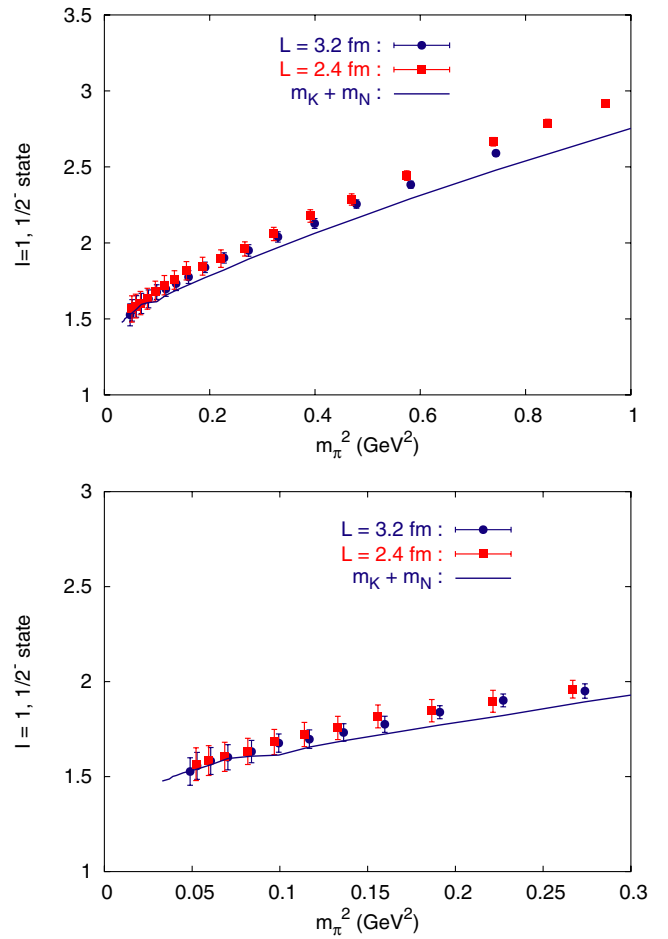 L = 3.2 fm :
L = 2.4 fm :
m_K + m_N :
3.5
3
2.5
2
1.5
1
I=1, 1/2⁻ state
0
0.2
0.4
0.6
0.8
1
m_π² (GeV²)
L = 3.2 fm :
L = 2.4 fm :
m_K + m_N :
3
2.5
2
1.5
1
I = 1, 1/2⁻ state
0.05
0.1
0.15
0.2
0.25
0.3
m_π² (GeV²)